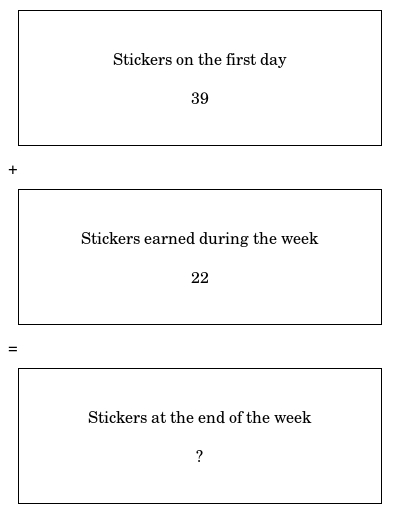 Stickers on the first day
39
+
Stickers earned during the week
22
=
Stickers at the end of the week
?